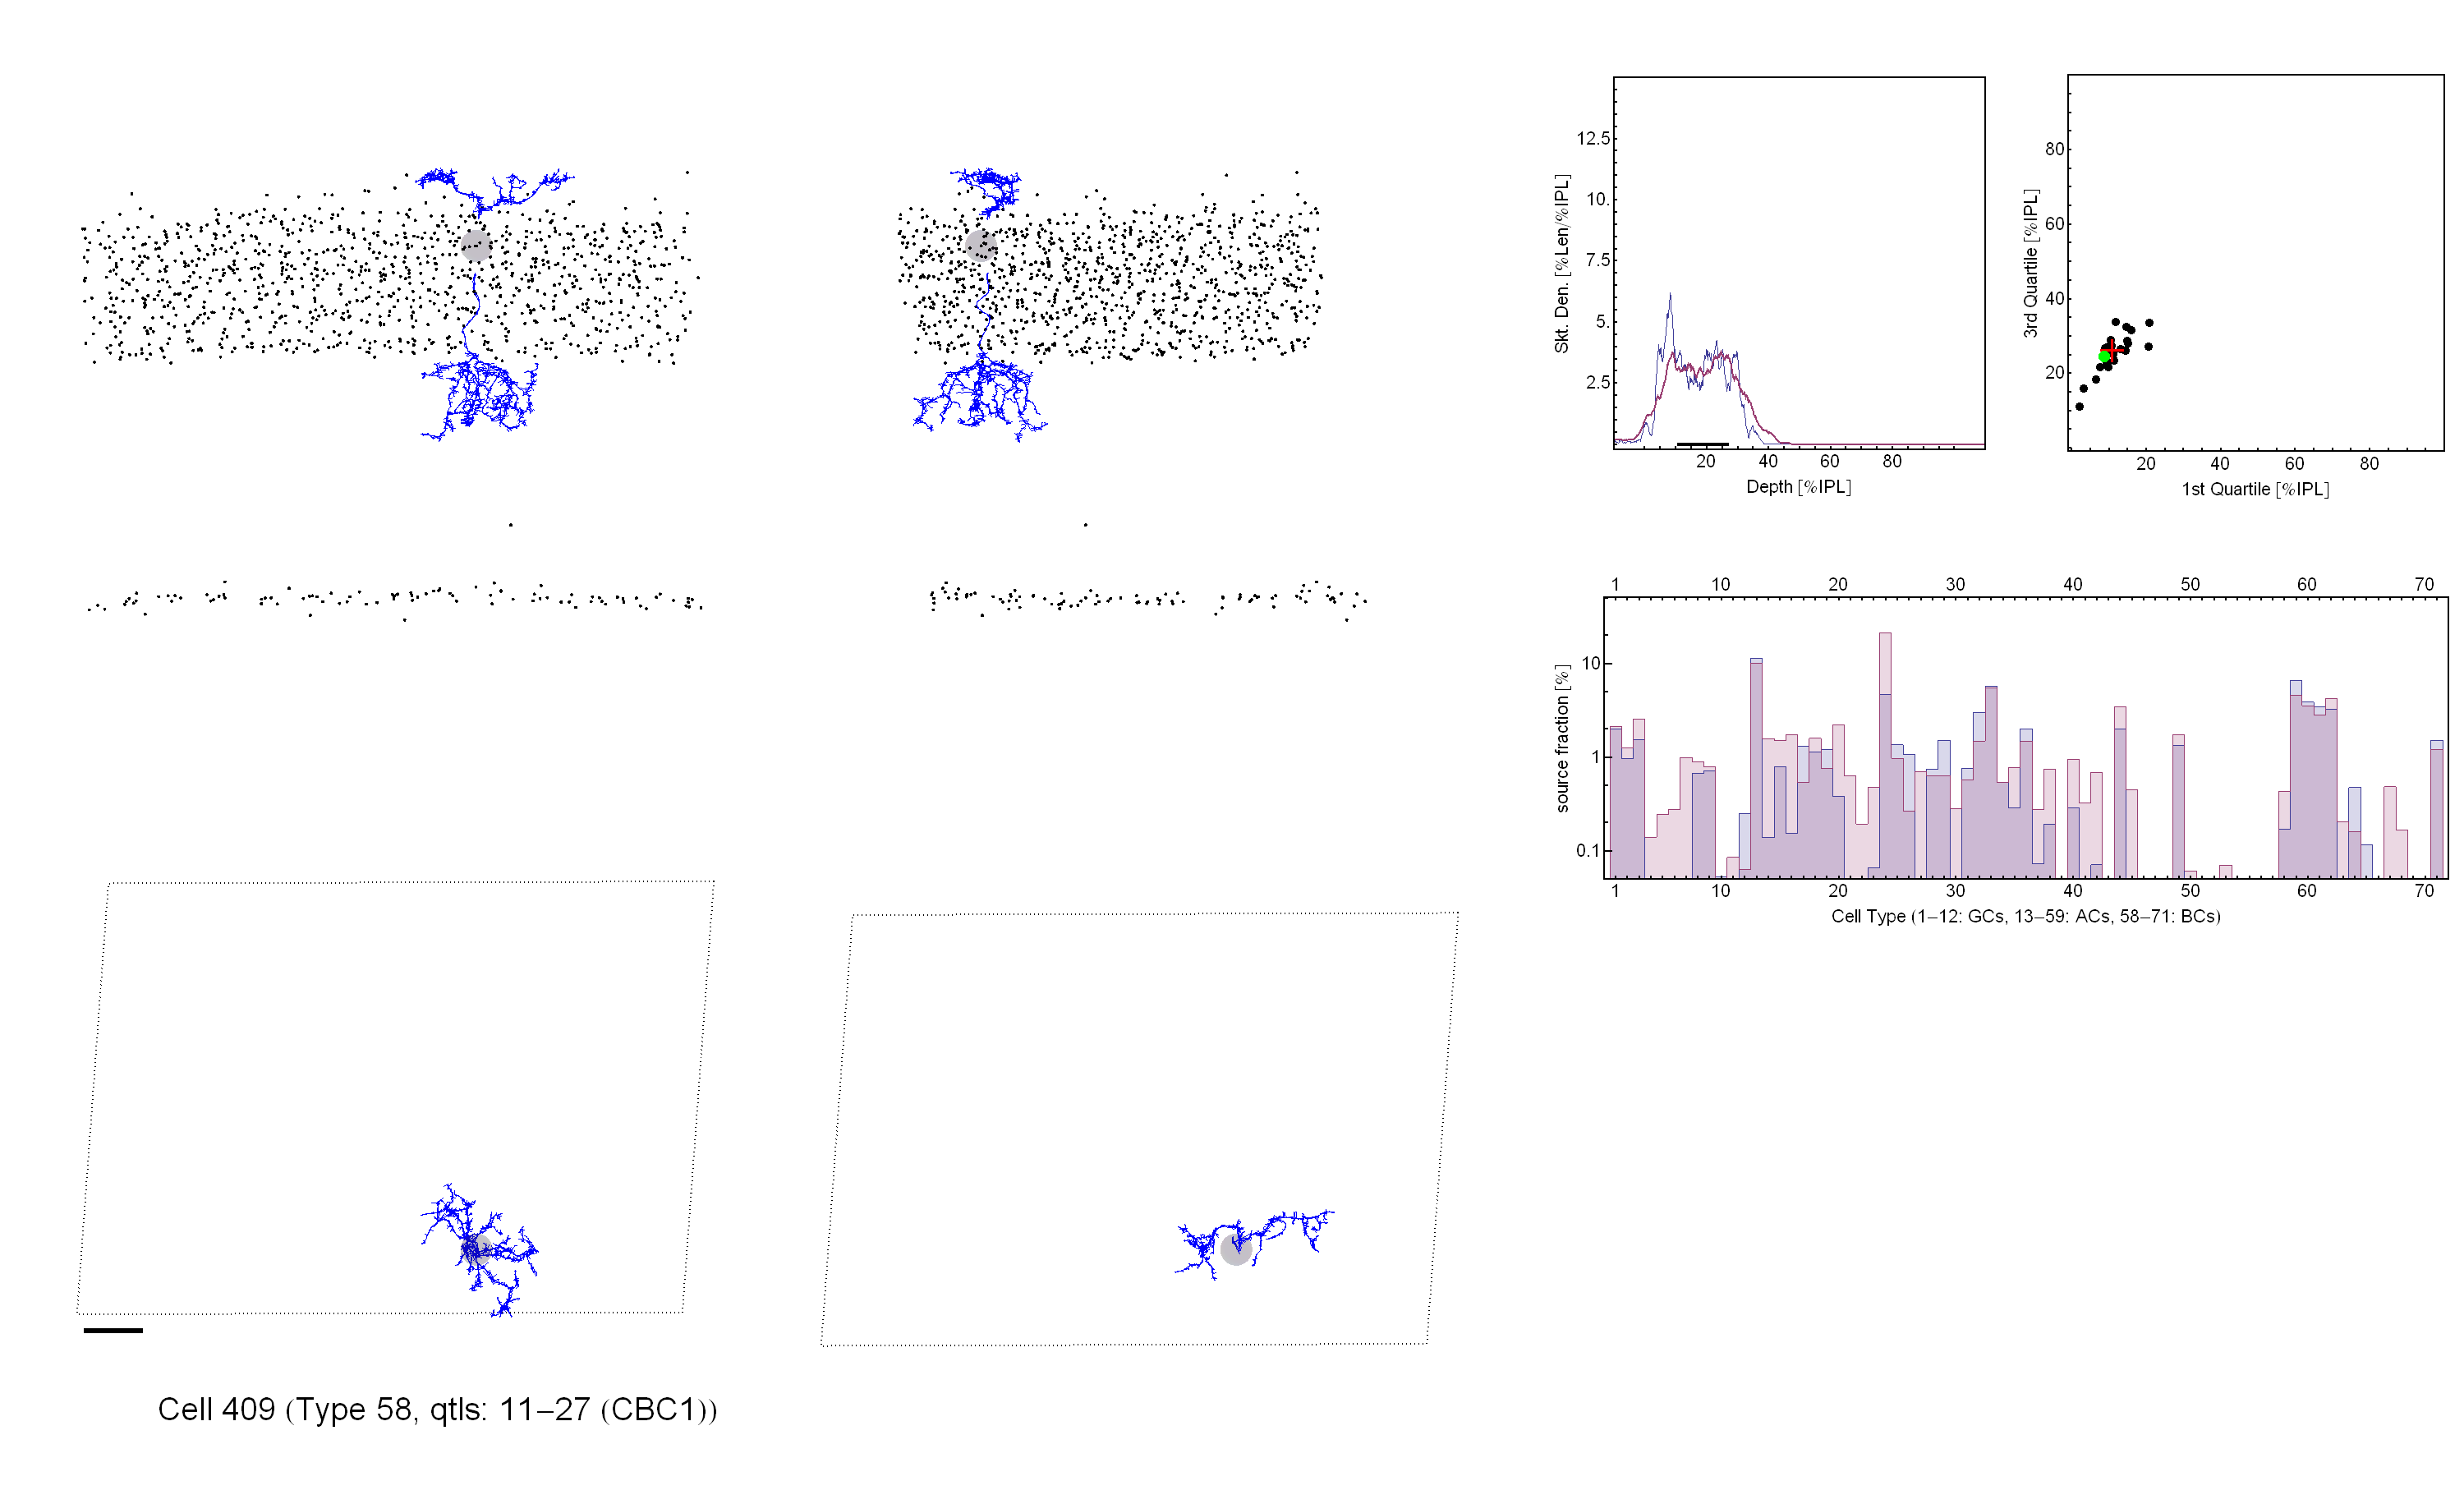 12.5
10.
7.5
5.
2.5
Skt. Den. [%Len/%IPL]
20 40 60 80
Depth [%IPL]
80
60
40
20
3rd Quartile [%IPL]
20 40 60 80
1st Quartile [%IPL]
1 10 20 30 40 50 60 70
10
1
0.1
source fraction [%]
1 10 20 30 40 50 60 70
Cell Type (1−12: GCs, 13−59: ACs, 58−71: BCs)
Cell 409 (Type 58, qtls: 11−27 (CBC1))